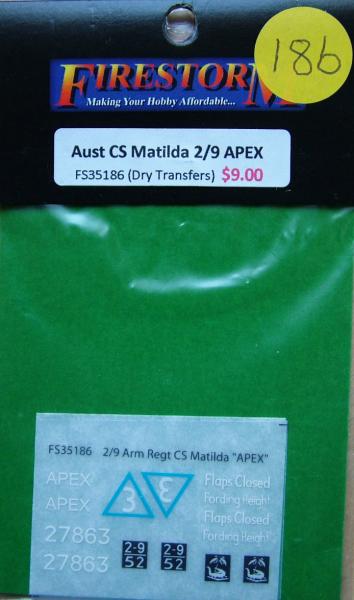 186
FIRESTORM
Making Your Hobby Affordable...
Aust CS Matilda 2/9 APEX
FS35186 (Dry Transfers) $9.00
FS35186 2/9 Arm Regt CS Matilda "APEX"
APEX
APEX
3
3
Flaps Closed
Fording Height
Flaps Closed
Fording Height
27863
27863
2-9
52
2-9
52